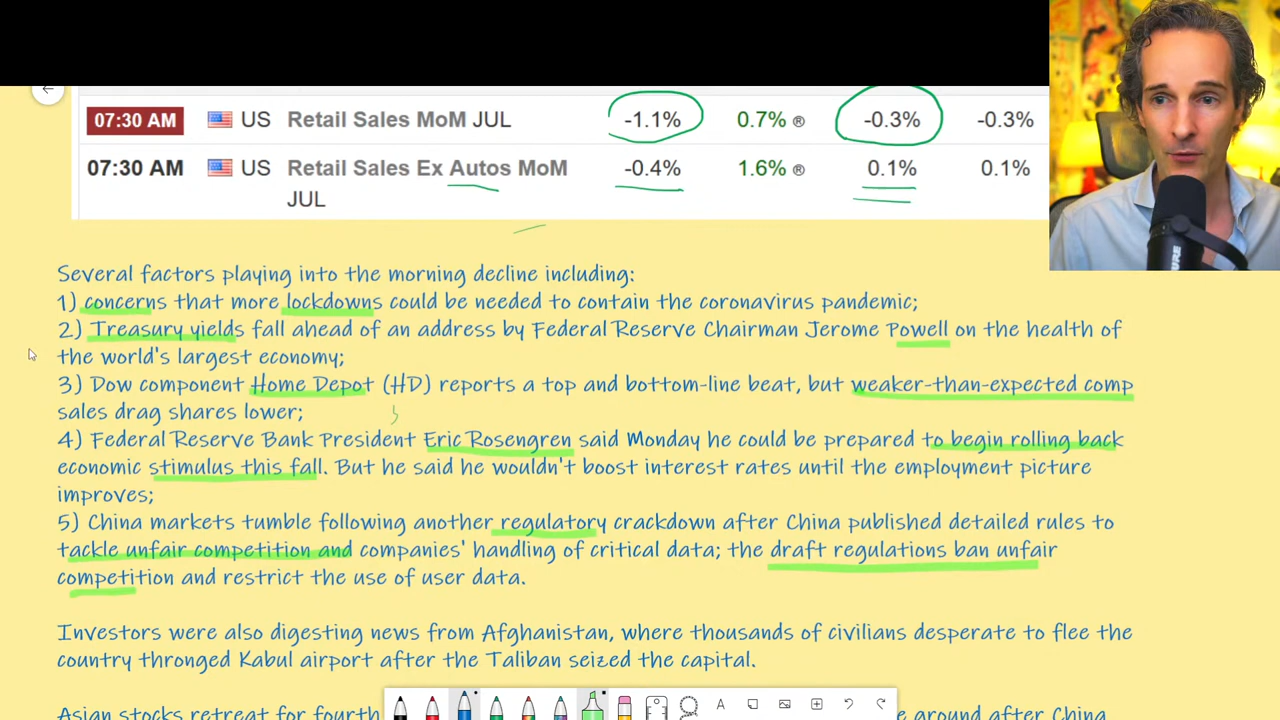 07:30 AM US Retail Sales MoM JUL -1.1% 0.7% ® -0.3% -0.3%
07:30 AM US Retail Sales Ex Autos MoM -0.4% 1.6% ® 0.1% 0.1%
JUL
Several factors playing into the morning decline including:
1) concerns that more lockdowns could be needed to contain the coronavirus pandemic;
2) Treasury yields fall ahead of an address by Federal Reserve Chairman Jerome Powell on the health of
the world's largest economy;
3) Dow component Home Depot (HD) reports a top and bottom-line beat, but weaker-than-expected comp
sales drag shares lower;
4) Federal Reserve Bank President Eric Rosengren said Monday he could be prepared to begin rolling back
economic stimulus this fall. But he said he wouldn't boost interest rates until the employment picture
improves;
5) China markets tumble following another regulatory crackdown after China published detailed rules to
tackle unfair competition and companies' handling of critical data; the draft regulations ban unfair
competition and restrict the use of user data.
Investors were also digesting news from Afghanistan, where thousands of civilians desperate to flee the
country thronged Kabul airport after the Taliban seized the capital.
Asian stocks retreat for fourth around after China
A